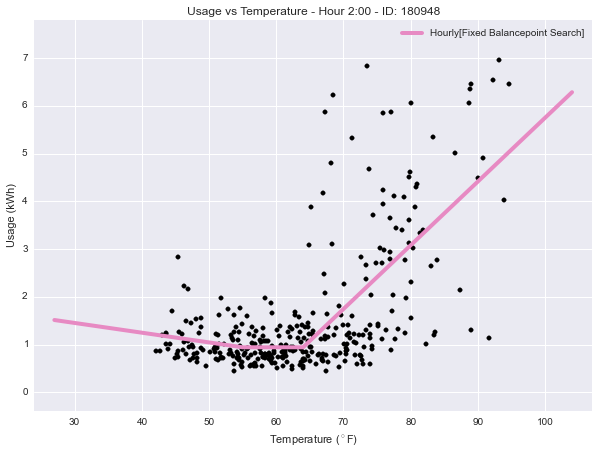 Usage vs Temperature - Hour 2:00 - ID: 180948
Hourly[Fixed Balancepoint Search]
7
6
5
4
3
2
1
0
Usage (kWh)
30 40 50 60 70 80 90 100
Temperature (°F)